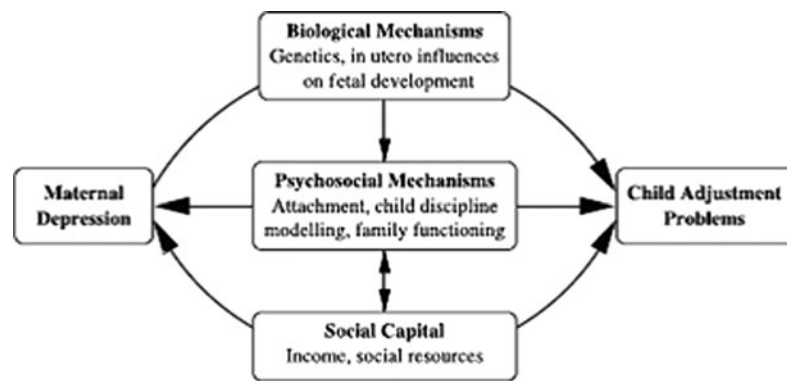 Biological Mechanisms
Genetics, in utero influences
on fetal development
Maternal
Depression
Psychosocial Mechanisms
Attachment, child discipline
modelling, family functioning
Child Adjustment
Problems
Social Capital
Income, social resources